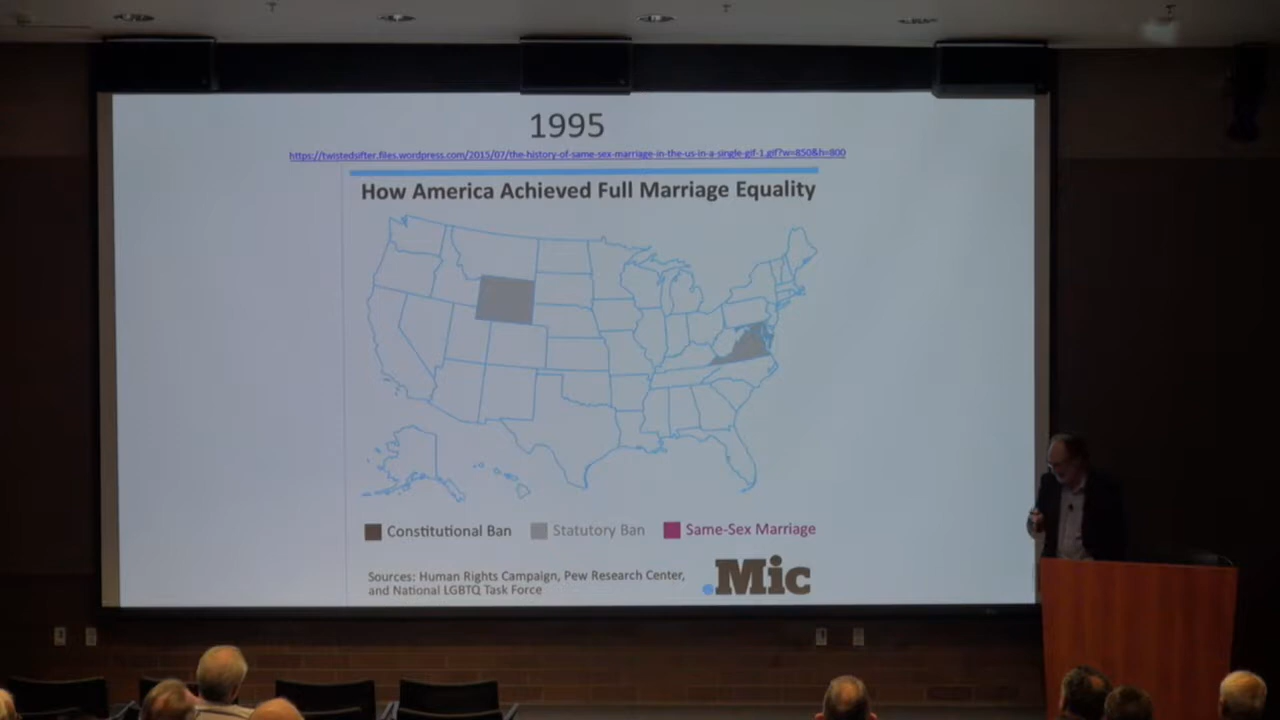 1995
https://twistedsifter.files.wordpress.com/2015/07/the-history-of-same-sex-marriage-in-the-us-in-a-single-gif-1.gif?w=850&h=800
How America Achieved Full Marriage Equality
Constitutional Ban
Statutory Ban
Same-Sex Marriage
Sources: Human Rights Campaign, Pew Research Center,
and National LGBTQ Task Force
.Mic